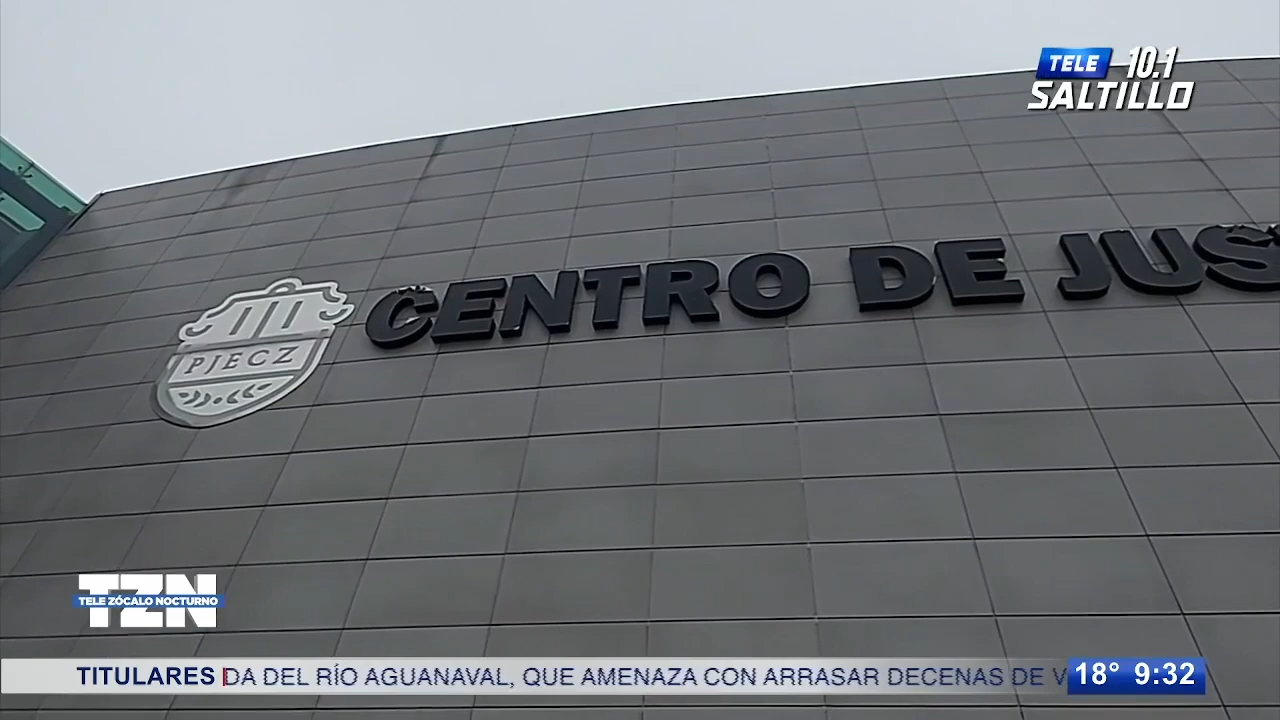 TELE 10.1
SALTILLO
CENTRO DE JUS
PJECZ
TZN
TELE ZÓCALO NOCTURNO
TITULARES DA DEL RÍO AGUANAVAL, QUE AMENAZA CON ARRASAR DECENAS DE V 18° 9:32